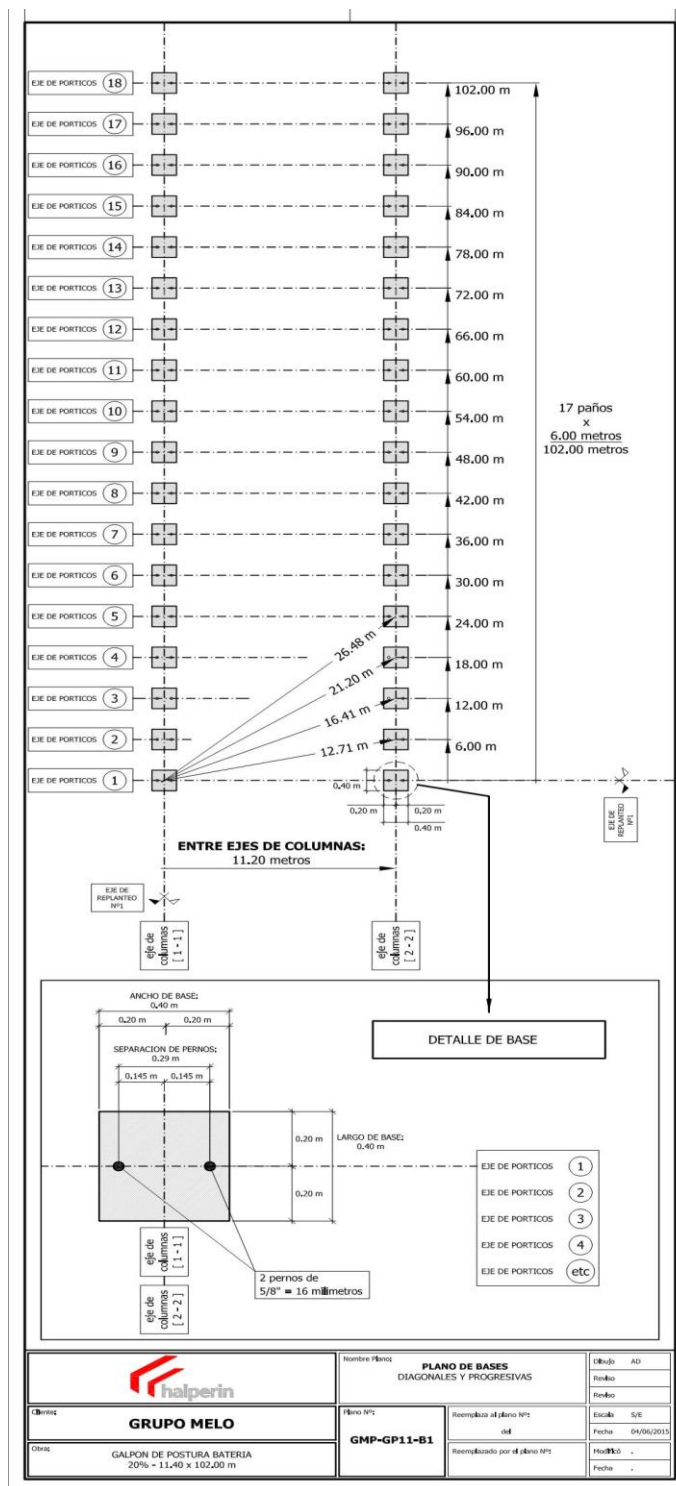 EJE DE PORTICOS 18
102.00 m
EJE DE PORTICOS 17
96.00 m
EJE DE PORTICOS 16
90.00 m
EJE DE PORTICOS 15
84.00 m
EJE DE PORTICOS 14
78.00 m
EJE DE PORTICOS 13
72.00 m
EJE DE PORTICOS 12
66.00 m
EJE DE PORTICOS 11
60.00 m
EJE DE PORTICOS 10
54.00 m
17 paños
x
6.00 metros
102.00 metros
EJE DE PORTICOS 9
48.00 m
EJE DE PORTICOS 8
42.00 m
EJE DE PORTICOS 7
36.00 m
EJE DE PORTICOS 6
30.00 m
EJE DE PORTICOS 5
24.00 m
26.48 m
EJE DE PORTICOS 4
18.00 m
21.20 m
EJE DE PORTICOS 3
12.00 m
16.41 m
EJE DE PORTICOS 2
6.00 m
12.71 m
EJE DE PORTICOS 1
0.40 m
0.20 m
0.20 m
0.40 m
EJE DE
REPLANTEO
Nº1
ENTRE EJES DE COLUMNAS:
11.20 metros
EJE DE
REPLANTEO
Nº1
eje de
columnas
[ 1 - 1 ]
eje de
columnas
[ 2 - 2 ]
ANCHO DE BASE:
0.40 m
0.20 m
0.20 m
SEPARACION DE PERNOS:
0.29 m
0.145 m
0.145 m
DETALLE DE BASE
0.20 m
LARGO DE BASE:
0.40 m
0.20 m
EJE DE PORTICOS 1
EJE DE PORTICOS 2
EJE DE PORTICOS 3
EJE DE PORTICOS 4
EJE DE PORTICOS etc
eje de
columnas
[ 1 - 1 ]
eje de
columnas
[ 2 - 2 ]
2 pernos de
5/8" = 16 milimetros
halperin
Nombre Plano:
PLANO DE BASES
DIAGONALES Y PROGRESIVAS
Dibujo AD
Reviso
Reviso
Cliente:
GRUPO MELO
Plano Nº:
GMP-GP11-B1
Reemplaza al plano Nº:
del
Reemplazado por el plano Nº:
Escala S/E
Fecha 04/06/2015
Modificó .
Fecha .
Obra:
GALPON DE POSTURA BATERIA
20% - 11.40 x 102.00 m